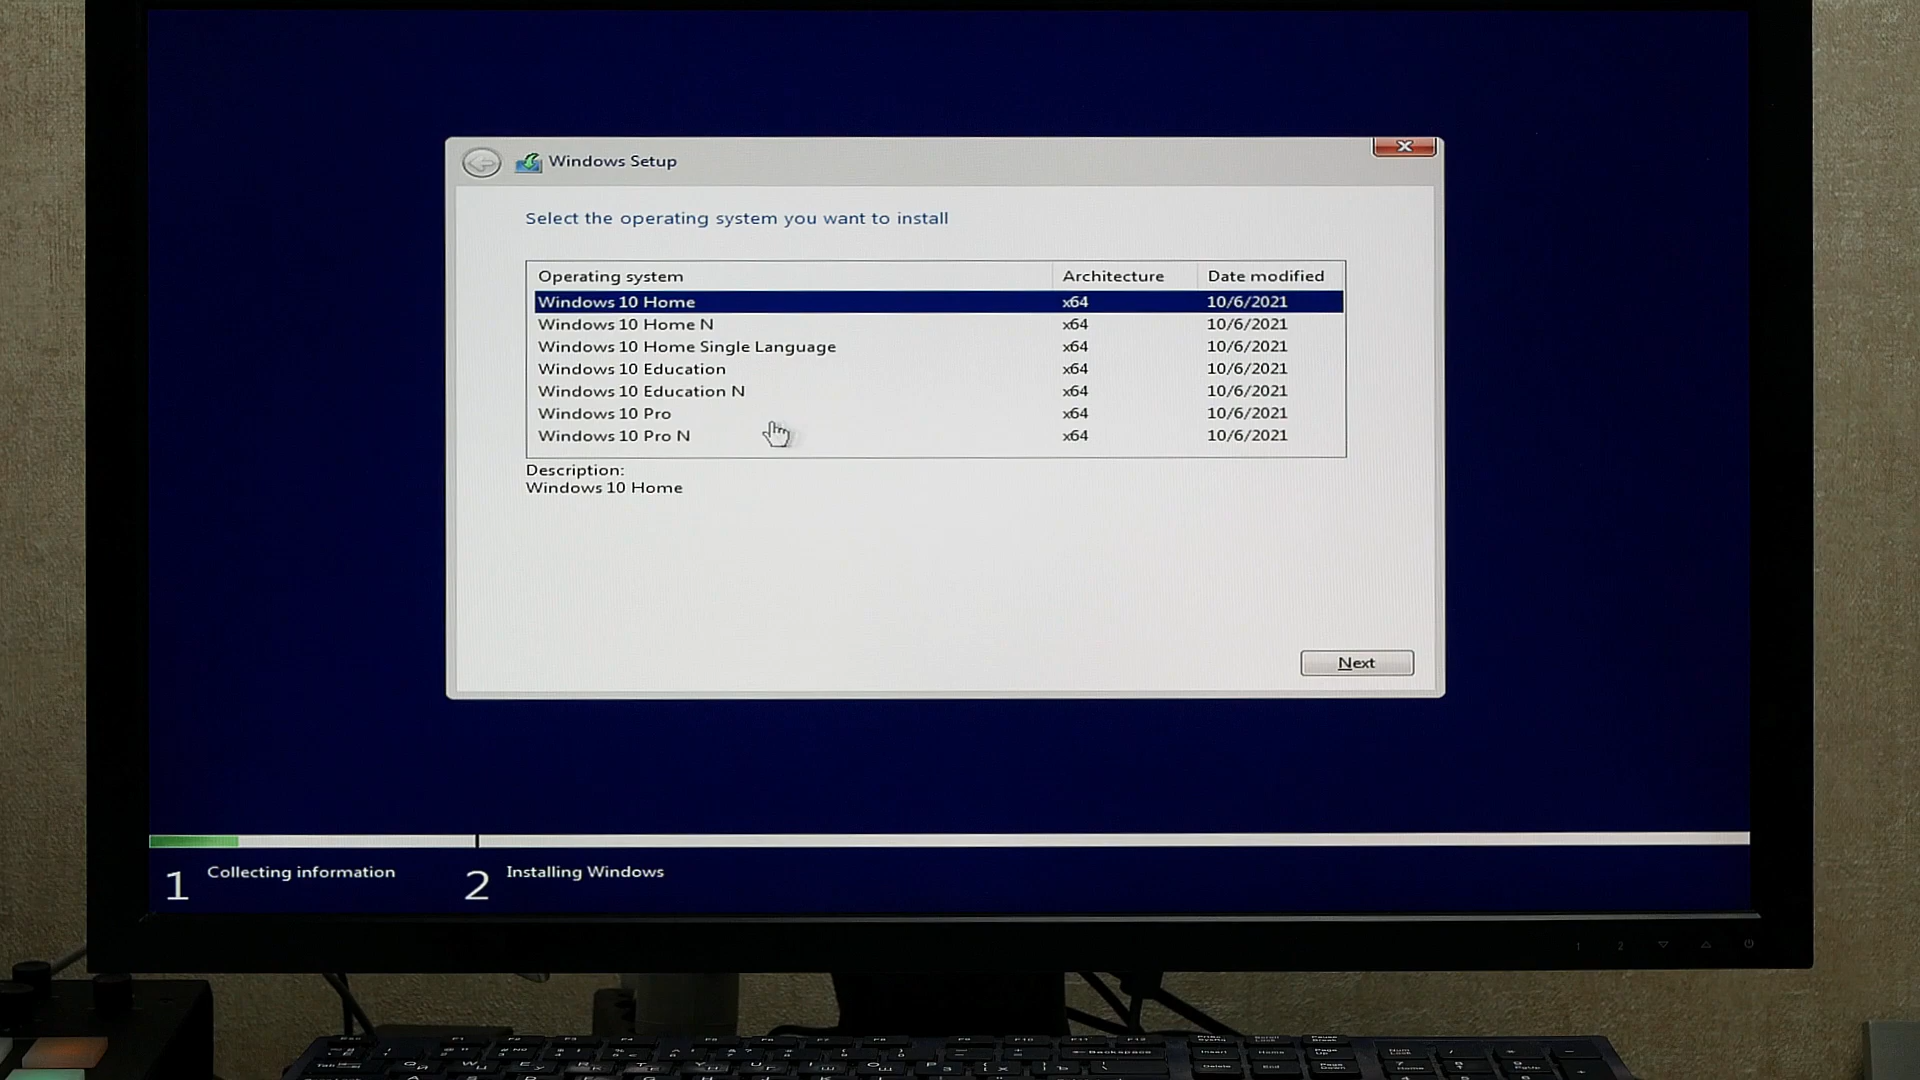 Windows Setup
Select the operating system you want to install
Operating system Architecture Date modified
Windows 10 Home x64 10/6/2021
Windows 10 Home N x64 10/6/2021
Windows 10 Home Single Language x64 10/6/2021
Windows 10 Education x64 10/6/2021
Windows 10 Education N x64 10/6/2021
Windows 10 Pro x64 10/6/2021
Windows 10 Pro N x64 10/6/2021
Description:
Windows 10 Home
Next
1 Collecting information 2 Installing Windows
1 2
Backspace